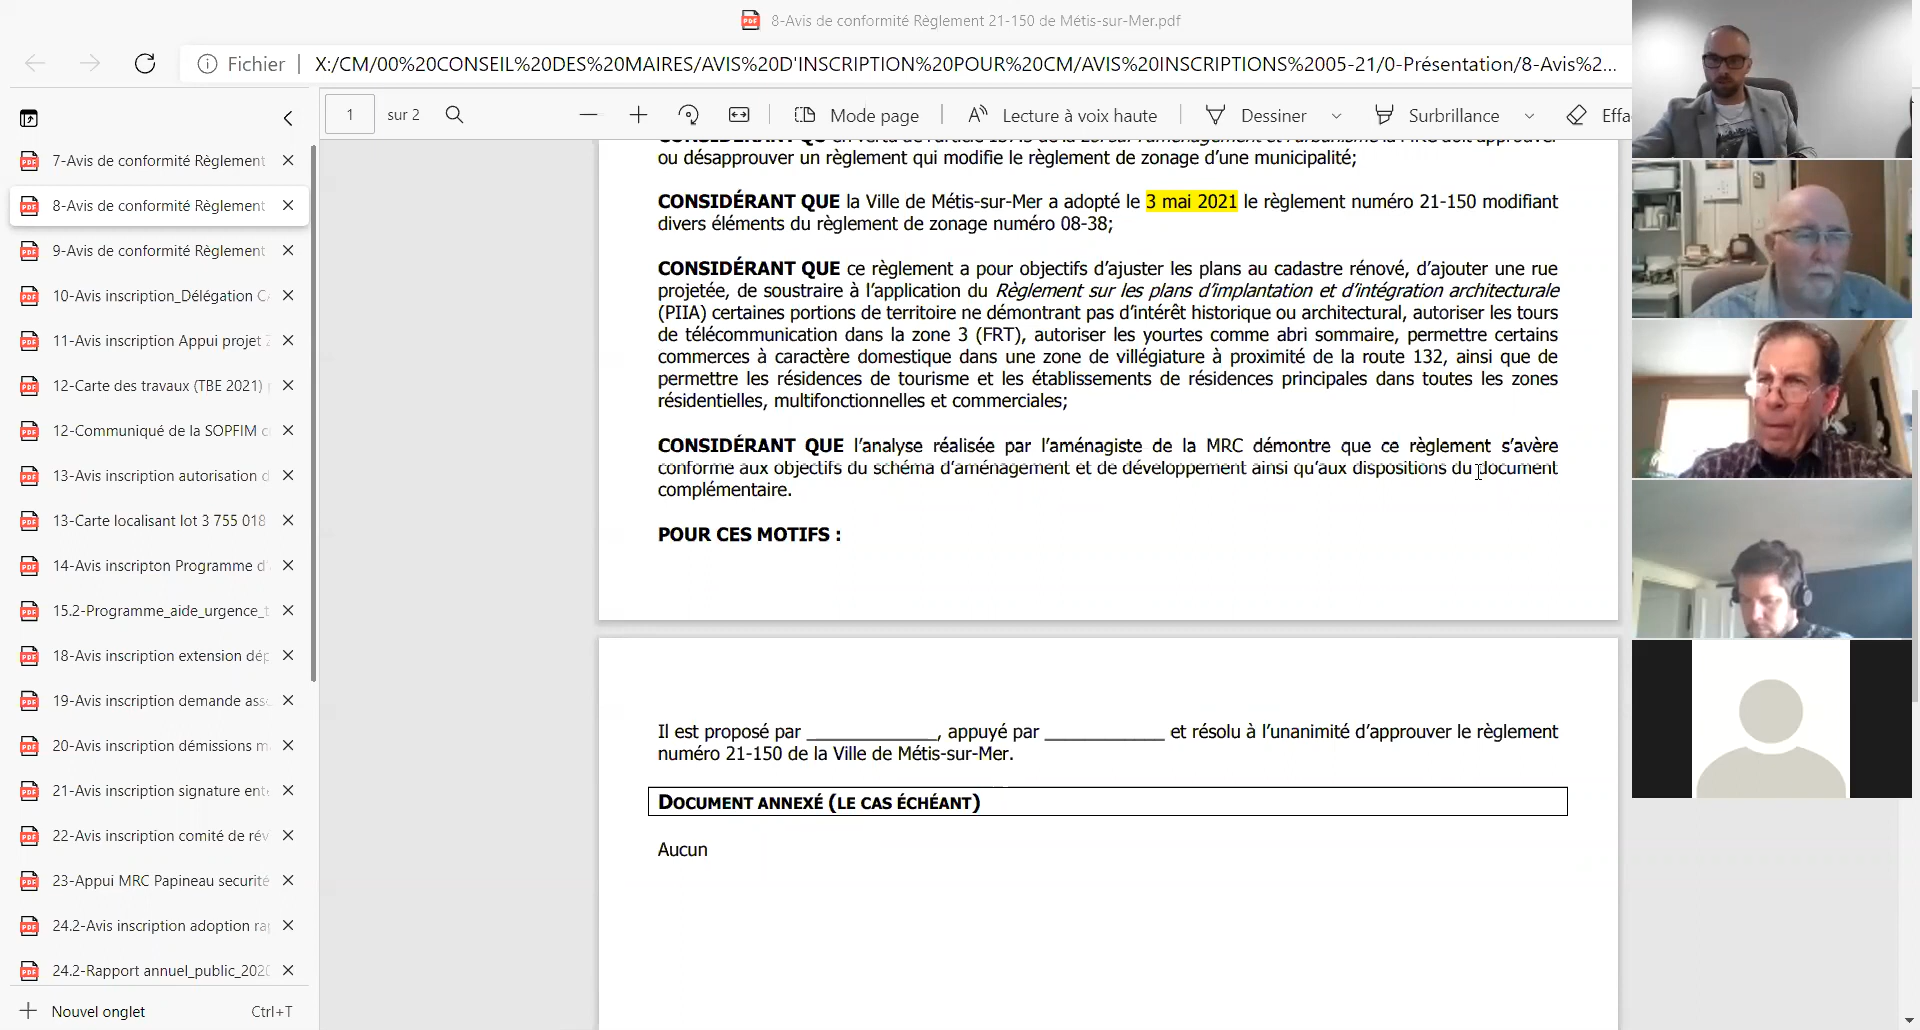 8-Avis de conformité Règlement 21-150 de Métis-sur-Mer.pdf
Fichier
X:/CM/00%20CONSEIL%20DES%20MAIRES/AVIS%20D'INSCRIPTION%20POUR%20CM/AVIS%20INSCRIPTIONS%2005-21/0-Présentation/8-Avis%2...
1 sur 2
Mode page
Lecture à voix haute
Dessiner
Surbrillance
Effa
7-Avis de conformité Règlement
8-Avis de conformité Règlement
9-Avis de conformité Règlement
10-Avis inscription_Délégation
11-Avis inscription Appui projet
12-Carte des travaux (TBE 2021)
12-Communiqué de la SOPFIM
13-Avis inscription autorisation d
13-Carte localisant lot 3 755 018
14-Avis inscripton Programme d'
15.2-Programme_aide_urgence_t
18-Avis inscription extension dép
19-Avis inscription demande asso
20-Avis inscription démissions m
21-Avis inscription signature ent
22-Avis inscription comité de rév
23-Appui MRC Papineau securité
24.2-Avis inscription adoption ra
24.2-Rapport annuel_public_2020
Nouvel onglet Ctrl+T
ou désapprouver un règlement qui modifie le règlement de zonage d'une municipalité;
CONSIDÉRANT QUE la Ville de Métis-sur-Mer a adopté le 3 mai 2021 le règlement numéro 21-150 modifiant
divers éléments du règlement de zonage numéro 08-38;
CONSIDÉRANT QUE ce règlement a pour objectifs d'ajuster les plans au cadastre rénové, d'ajouter une rue
projetée, de soustraire à l'application du Règlement sur les plans d'implantation et d'intégration architecturale
(PIIA) certaines portions de territoire ne démontrant pas d'intérêt historique ou architectural, autoriser les tours
de télécommunication dans la zone 3 (FRT), autoriser les yourtes comme abri sommaire, permettre certains
commerces à caractère domestique dans une zone de villégiature à proximité de la route 132, ainsi que de
permettre les résidences de tourisme et les établissements de résidences principales dans toutes les zones
résidentielles, multifonctionnelles et commerciales;
CONSIDÉRANT QUE l'analyse réalisée par l'aménagiste de la MRC démontre que ce règlement s'avère
conforme aux objectifs du schéma d'aménagement et de développement ainsi qu'aux dispositions du document
complémentaire.
POUR CES MOTIFS :
Il est proposé par _____________, appuyé par _____________ et résolu à l'unanimité d'approuver le règlement
numéro 21-150 de la Ville de Métis-sur-Mer.
DOCUMENT ANNEXÉ (LE CAS ÉCHÉANT)
Aucun